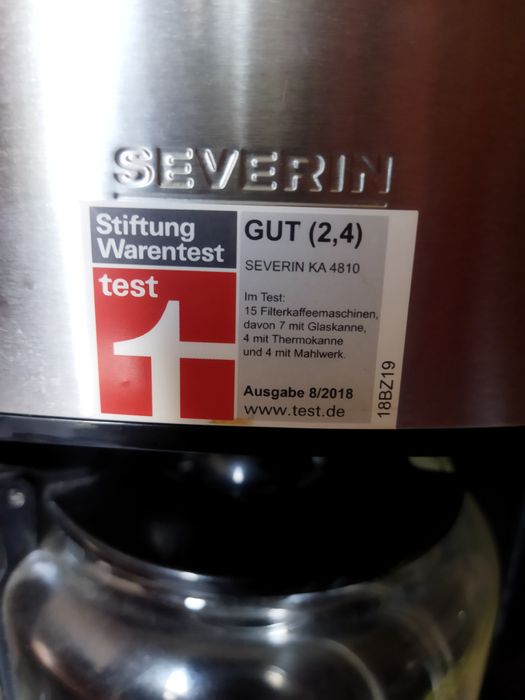 SEVERIN
Stiftung
Warentest
test
GUT (2,4)
SEVERIN KA 4810
Im Test:
15 Filterkaffeemaschinen,
davon 7 mit Glaskanne,
4 mit Thermokanne
und 4 mit Mahlwerk.
Ausgabe 8/2018
www.test.de
18BZ19